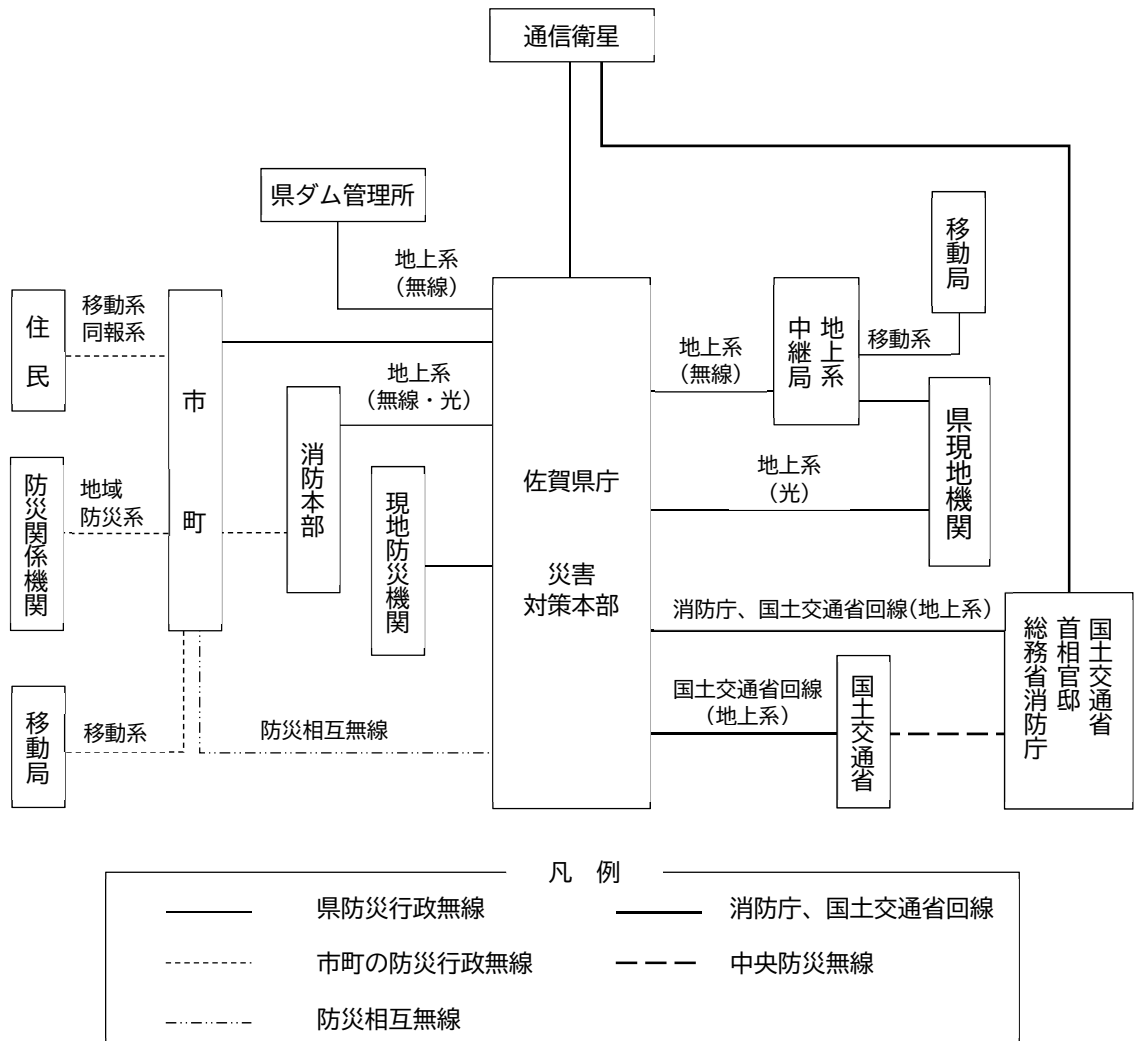 通信衛星
県ダム管理所
地上系
（無線）
移動局
住民
移動系
同報系
市町
地上系
（無線・光）
消防本部
現地防災機関
防災関係機関
地域
防災系
移動局
移動系
防災相互無線
佐賀県庁
災害
対策本部
地上系
（無線）
地上系
中継局
移動系
県現地機関
地上系
（光）
消防庁、国土交通省回線（地上系）
国土交通省回線
（地上系）
国土交通省
国土交通省
首相官邸
総務省消防庁
凡 例
県防災行政無線
消防庁、国土交通省回線
市町の防災行政無線
中央防災無線
防災相互無線